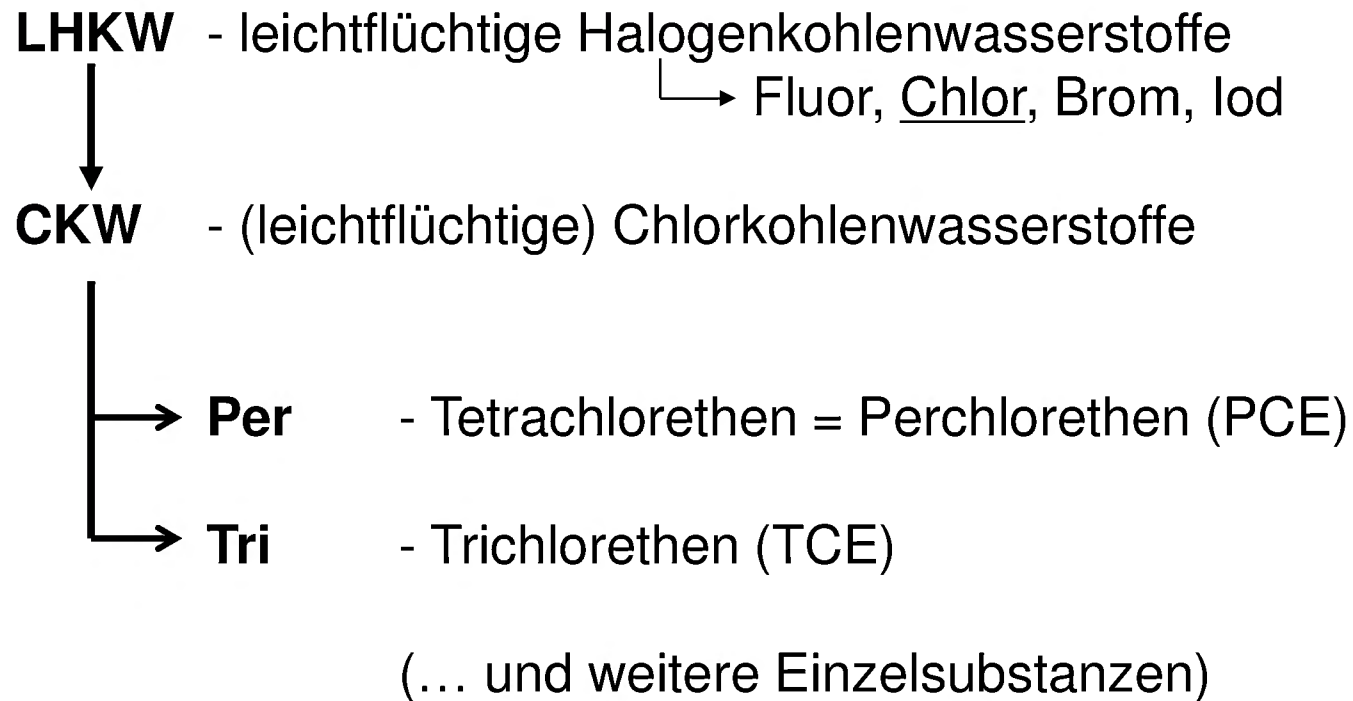 LHKW - leichtflüchtige Halogenkohlenwasserstoffe
Fluor, Chlor, Brom, Iod
CKW - (leichtflüchtige) Chlorkohlenwasserstoffe
Per - Tetrachlorethen = Perchlorethen (PCE)
Tri - Trichlorethen (TCE)
(... und weitere Einzelsubstanzen)